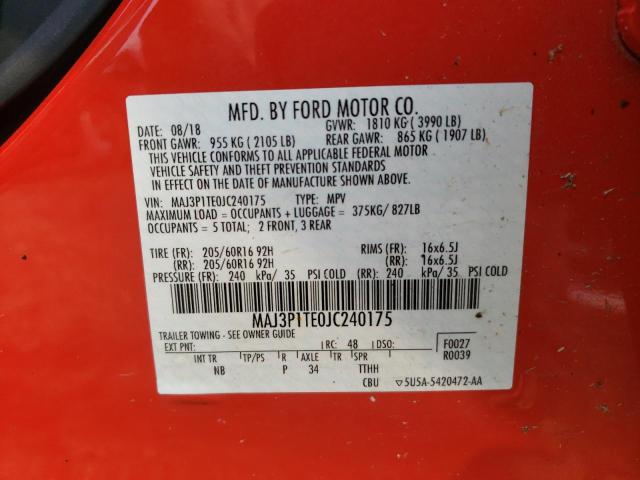 MFD. BY FORD MOTOR CO.
DATE: 08/18 GVWR: 1810 KG ( 3990 LB)
FRONT GAWR: 955 KG ( 2105 LB) REAR GAWR: 865 KG ( 1907 LB)
THIS VEHICLE CONFORMS TO ALL APPLICABLE FEDERAL MOTOR
VEHICLE SAFETY AND THEFT PREVENTION STANDARDS
IN EFFECT ON THE DATE OF MANUFACTURE SHOWN ABOVE.
VIN: MAJ3P1TE0JC240175 TYPE: MPV
MAXIMUM LOAD = OCCUPANTS + LUGGAGE = 375KG/ 827LB
OCCUPANTS = 5 TOTAL; 2 FRONT, 3 REAR
TIRE (FR): 205/60R16 92H RIMS (FR): 16x6.5J
(RR): 205/60R16 92H (RR): 16x6.5J
PRESSURE (FR): 240 kPa/ 35 PSI COLD (RR): 240 kPa/ 35 PSI COLD
MAJ3P1TE0JC240175
TRAILER TOWING - SEE OWNER GUIDE
EXT PNT: RC: 48 DSO: F0027
R0039
INT TR TP/PS R AXLE TR SPR
NB P 34 TTHH
CBU ▽5U5A-5420472-AA